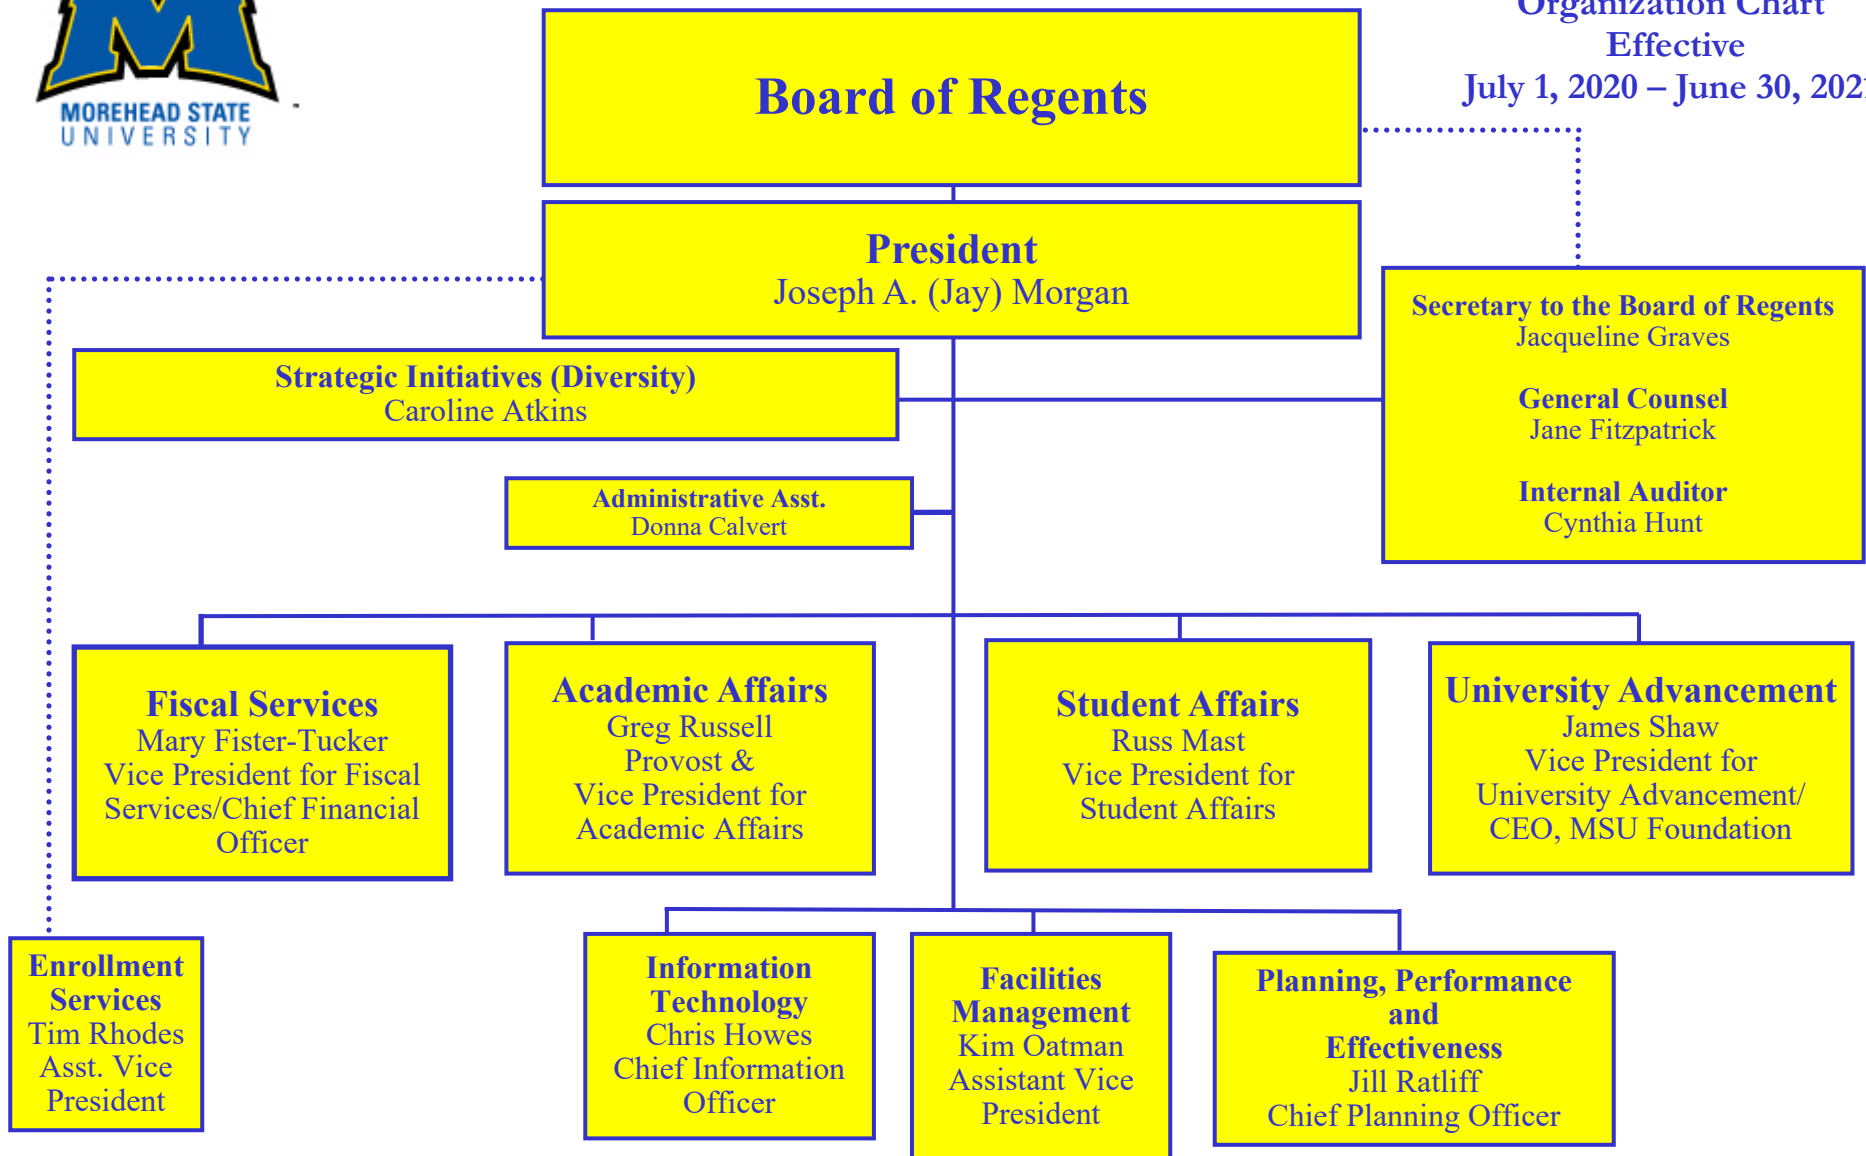 MOREHEAD STATE
UNIVERSITY
Organization Chart
Effective
July 1, 2020 – June 30, 2021
Board of Regents
President
Joseph A. (Jay) Morgan
Secretary to the Board of Regents
Jacqueline Graves
General Counsel
Jane Fitzpatrick
Internal Auditor
Cynthia Hunt
Strategic Initiatives (Diversity)
Caroline Atkins
Administrative Asst.
Donna Calvert
Fiscal Services
Mary Fister-Tucker
Vice President for Fiscal
Services/Chief Financial
Officer
Academic Affairs
Greg Russell
Provost &
Vice President for
Academic Affairs
Student Affairs
Russ Mast
Vice President for
Student Affairs
University Advancement
James Shaw
Vice President for
University Advancement/
CEO, MSU Foundation
Enrollment
Services
Tim Rhodes
Asst. Vice
President
Information
Technology
Chris Howes
Chief Information
Officer
Facilities
Management
Kim Oatman
Assistant Vice
President
Planning, Performance
and
Effectiveness
Jill Ratliff
Chief Planning Officer